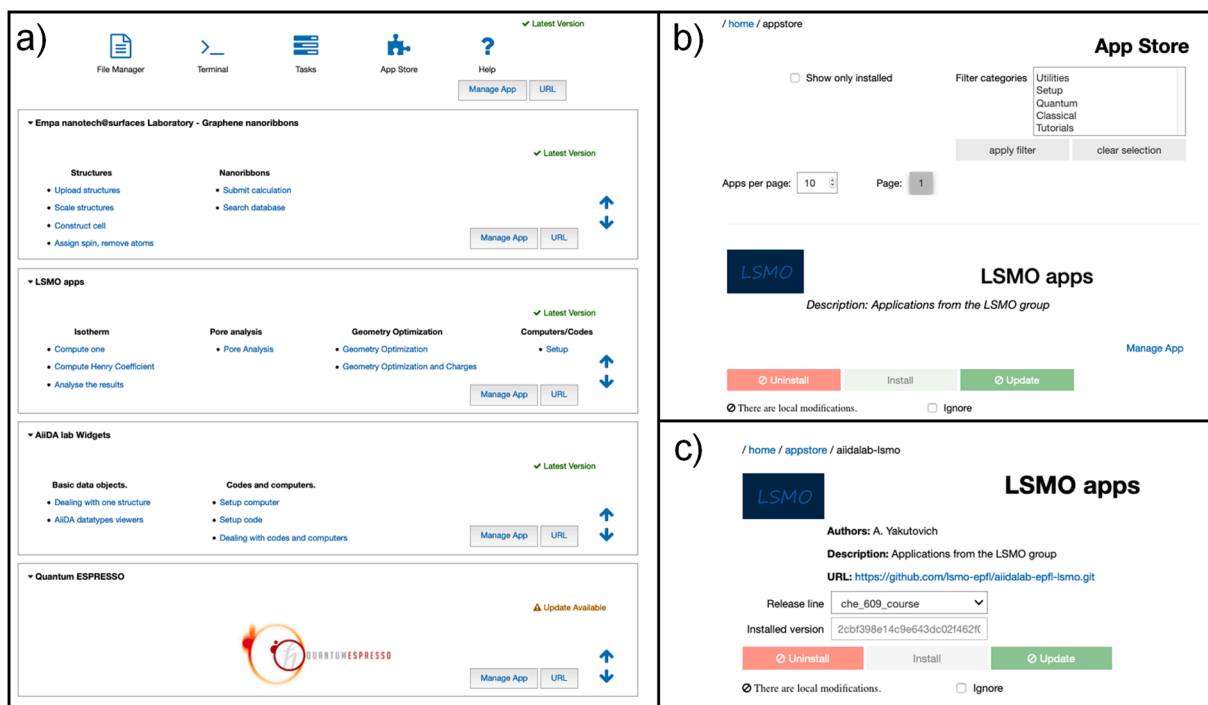 a)
✔ Latest Version
File Manager Terminal Tasks App Store Help
Manage App URL
Empa nanotech@surfaces Laboratory - Graphene nanoribbons
✔ Latest Version
Structures Nanoribbons
• Upload structures • Submit calculation
• Scale structures • Search database
• Construct cell
• Assign spin, remove atoms
Manage App URL
LSMO apps
✔ Latest Version
Isotherm Pore analysis Geometry Optimization Computers/Codes
• Compute one • Pore Analysis • Geometry Optimization • Setup
• Compute Henry Coefficient • Geometry Optimization and Charges
• Analyse the results
Manage App URL
AiiDA lab Widgets
✔ Latest Version
Basic data objects. Codes and computers.
• Dealing with one structure • Setup computer
• AiiDA datatypes viewers • Setup code
• Dealing with codes and computers
Manage App URL
Quantum ESPRESSO
Update Available
QUANTUMESPRESSO
Manage App URL
b)
/ home / appstore
App Store
Show only installed Filter categories Utilities
Setup
Quantum
Classical
Tutorials
apply filter clear selection
Apps per page: 10 Page: 1
LSMO
LSMO apps
Description: Applications from the LSMO group
Manage App
Uninstall Install Update
There are local modifications. Ignore
c)
/ home / appstore / aiidalab-lsmo
LSMO
LSMO apps
Authors: A. Yakutovich
Description: Applications from the LSMO group
URL: https://github.com/lsmo-epfl/aiidalab-epfl-lsmo.git
Release line che_609_course
Installed version 2cbf398e14c9e643dc02f462f(
Uninstall Install Update
There are local modifications. Ignore